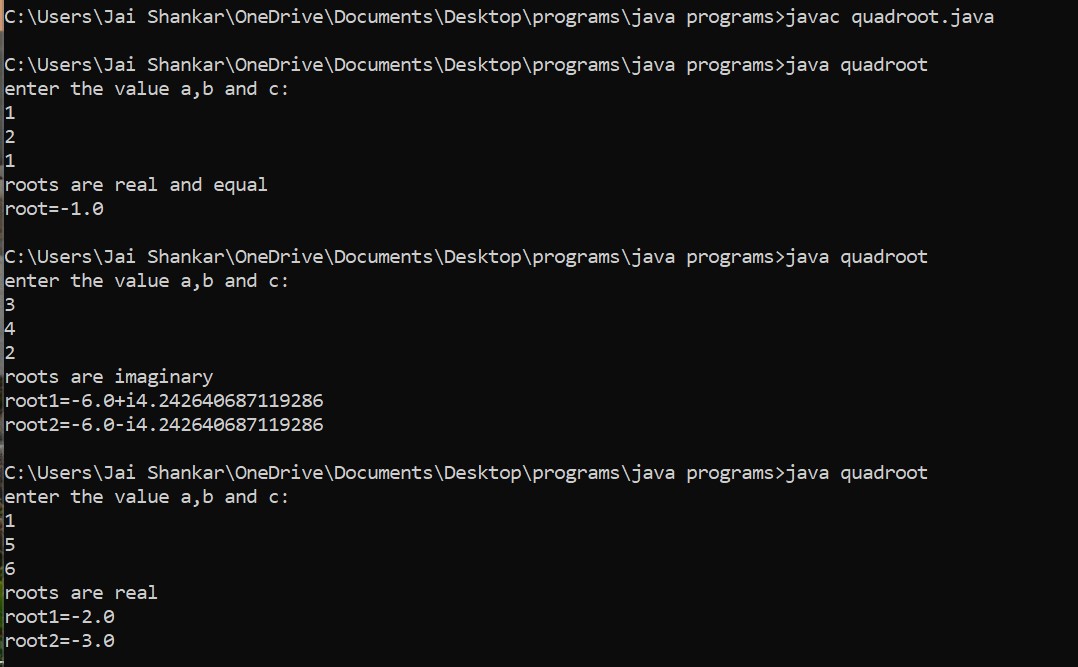 C:\Users\Jai Shankar\OneDrive\Documents\Desktop\programs\java programs>javac quadroot.java
C:\Users\Jai Shankar\OneDrive\Documents\Desktop\programs\java programs>java quadroot
enter the value a,b and c:
1
2
1
roots are real and equal
root=-1.0
C:\Users\Jai Shankar\OneDrive\Documents\Desktop\programs\java programs>java quadroot
enter the value a,b and c:
3
4
2
roots are imaginary
root1=-6.0+i4.242640687119286
root2=-6.0-i4.242640687119286
C:\Users\Jai Shankar\OneDrive\Documents\Desktop\programs\java programs>java quadroot
enter the value a,b and c:
1
5
6
roots are real
root1=-2.0
root2=-3.0